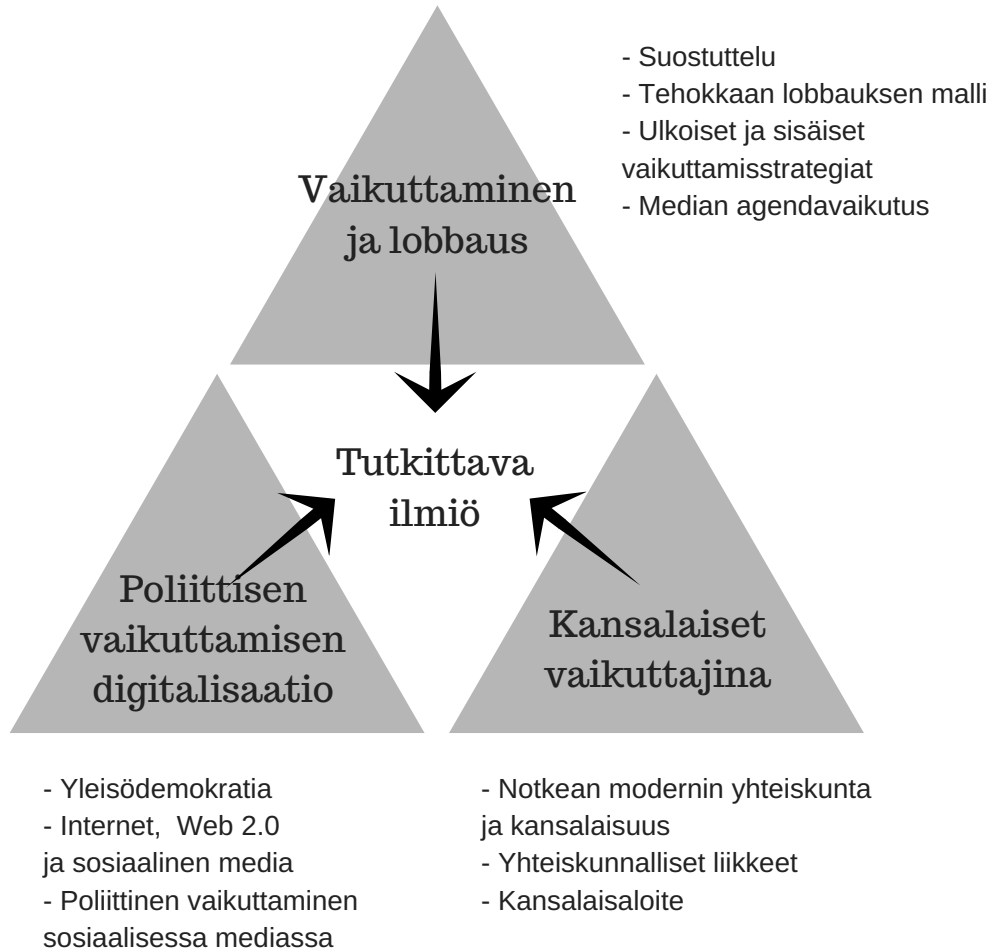 - Suostuttelu
- Tehokkaan lobbauksen malli
- Ulkoiset ja sisäiset
vaikuttamisstrategiat
- Median agendavaikutus
Vaikuttaminen
ja lobbaus
Tutkittava
ilmiö
Poliittisen
vaikuttamisen
digitalisaatio
Kansalaiset
vaikuttajina
- Yleisödemokratia
- Internet,  Web 2.0
ja sosiaalinen media
- Poliittinen vaikuttaminen
sosiaalisessa mediassa
- Notkean modernin yhteiskunta
ja kansalaisuus
- Yhteiskunnalliset liikkeet
- Kansalaisaloite